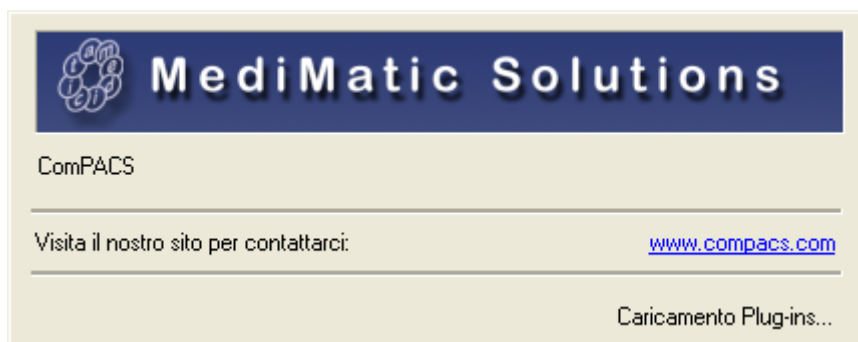 MediMatic Solutions
ComPACS
Visita il nostro sito per contattarci: www.compacs.com
Caricamento Plug-ins...